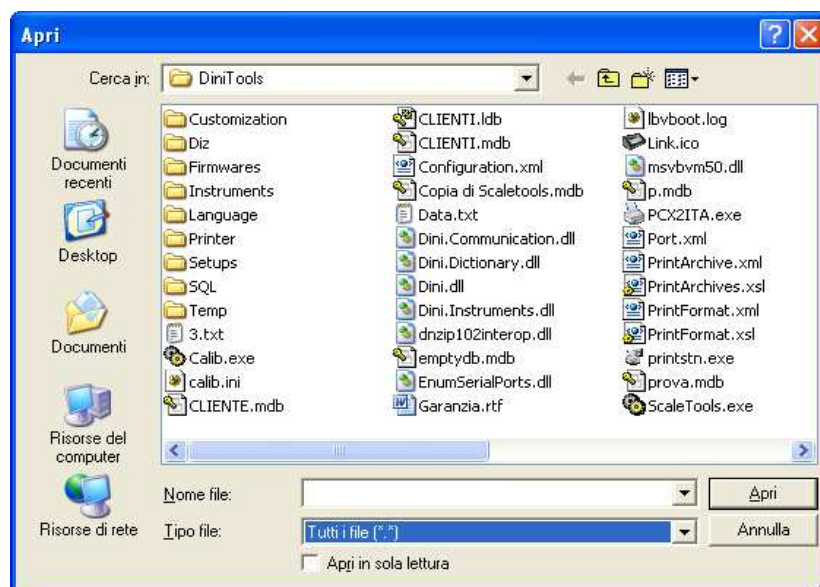 Apri
Cerca in: DiniTools
Documenti recenti
Desktop
Documenti
Risorse del computer
Risorse di rete
Customization
Diz
Firmwares
Instruments
Language
Printer
Setups
SQL
Temp
3.txt
Calib.exe
calib.ini
CLIENTE.mdb
CLIENTI.ldb
CLIENTI.mdb
Configuration.xml
Copia di Scaletools.mdb
Data.txt
Dini.Communication.dll
Dini.Dictionary.dll
Dini.dll
Dini.Instruments.dll
dnzip102interop.dll
emptydb.mdb
EnumSerialPorts.dll
Garanzia.rtf
lbvboot.log
Link.ico
msvbvm50.dll
p.mdb
PCX2ITA.exe
Port.xml
PrintArchive.xml
PrintArchives.xsl
PrintFormat.xml
PrintFormat.xsl
printstn.exe
prova.mdb
ScaleTools.exe
Nome file:
Apri
Tipo file: Tutti i file (*.*)
Annulla
Apri in sola lettura